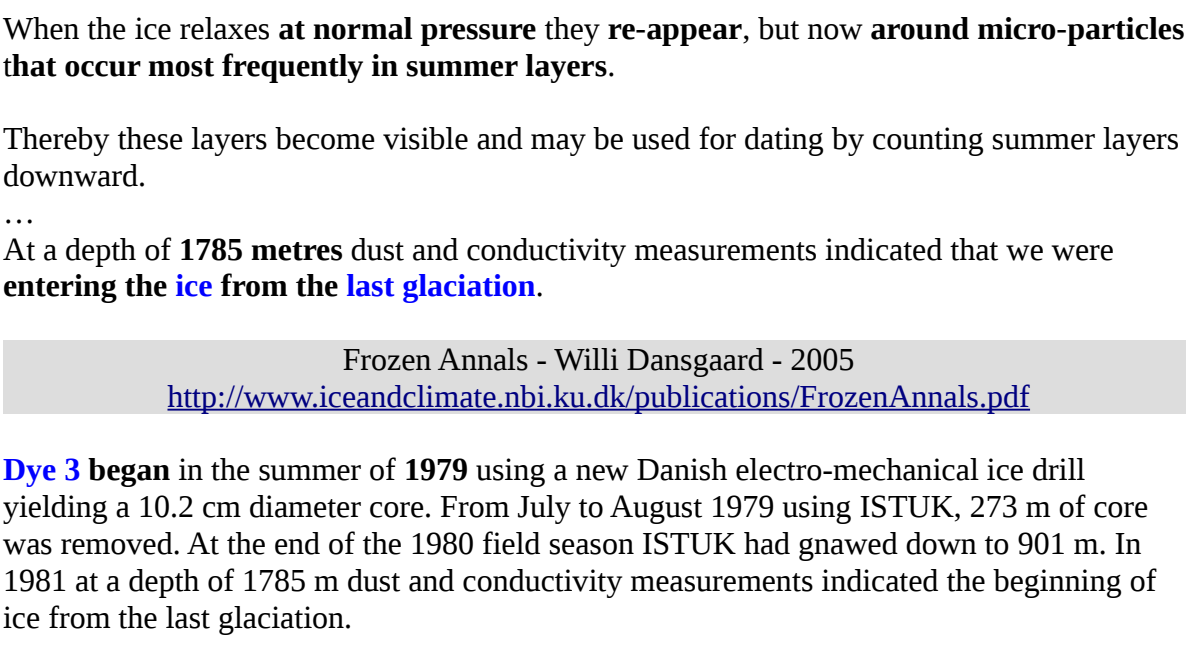 When the ice relaxes at normal pressure they re-appear, but now around micro-particles
that occur most frequently in summer layers.
Thereby these layers become visible and may be used for dating by counting summer layers
downward.
…
At a depth of 1785 metres dust and conductivity measurements indicated that we were
entering the ice from the last glaciation.
Frozen Annals - Willi Dansgaard - 2005
http://www.iceandclimate.nbi.ku.dk/publications/FrozenAnnals.pdf
Dye 3 began in the summer of 1979 using a new Danish electro-mechanical ice drill
yielding a 10.2 cm diameter core. From July to August 1979 using ISTUK, 273 m of core
was removed. At the end of the 1980 field season ISTUK had gnawed down to 901 m. In
1981 at a depth of 1785 m dust and conductivity measurements indicated the beginning of
ice from the last glaciation.